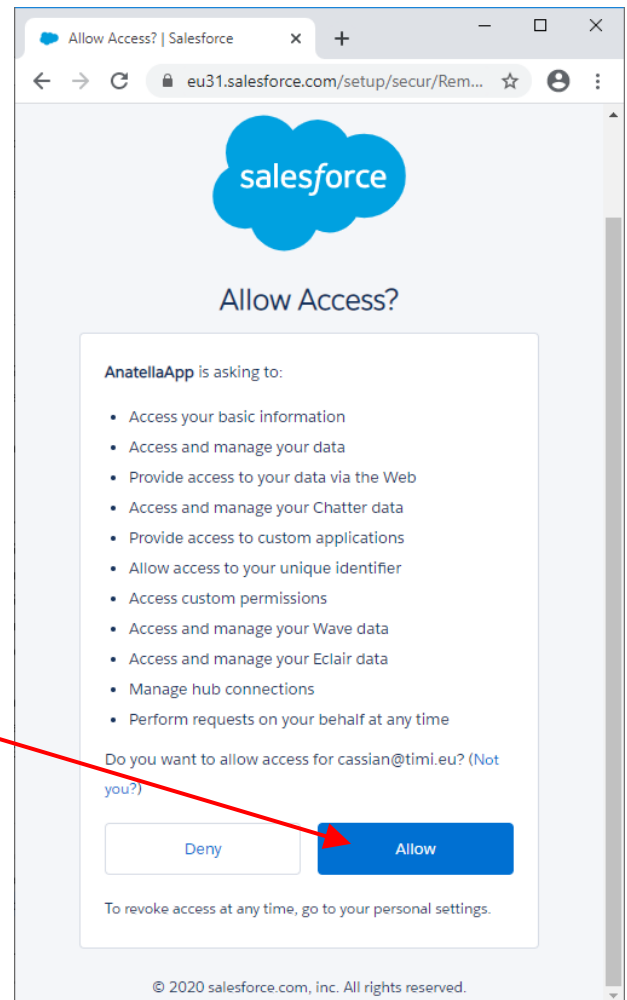 Allow Access? | Salesforce
eu31.salesforce.com/setup/secur/Rem...
salesforce
Allow Access?
AnatellaApp is asking to:
• Access your basic information
• Access and manage your data
• Provide access to your data via the Web
• Access and manage your Chatter data
• Provide access to custom applications
• Allow access to your unique identifier
• Access custom permissions
• Access and manage your Wave data
• Access and manage your Eclair data
• Manage hub connections
• Perform requests on your behalf at any time
Do you want to allow access for cassian@timi.eu? (Not
you?)
Deny Allow
To revoke access at any time, go to your personal settings.
© 2020 salesforce.com, inc. All rights reserved.